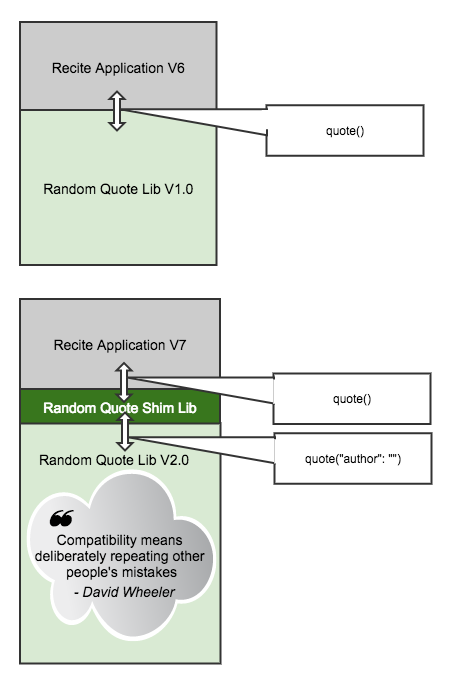 Recite Application V6
quote()
Random Quote Lib V1.0
Recite Application V7
quote()
Random Quote Shim Lib
Random Quote Lib V2.0
quote("author": "")
❝
Compatibility means
deliberately repeating other
people's mistakes
- David Wheeler